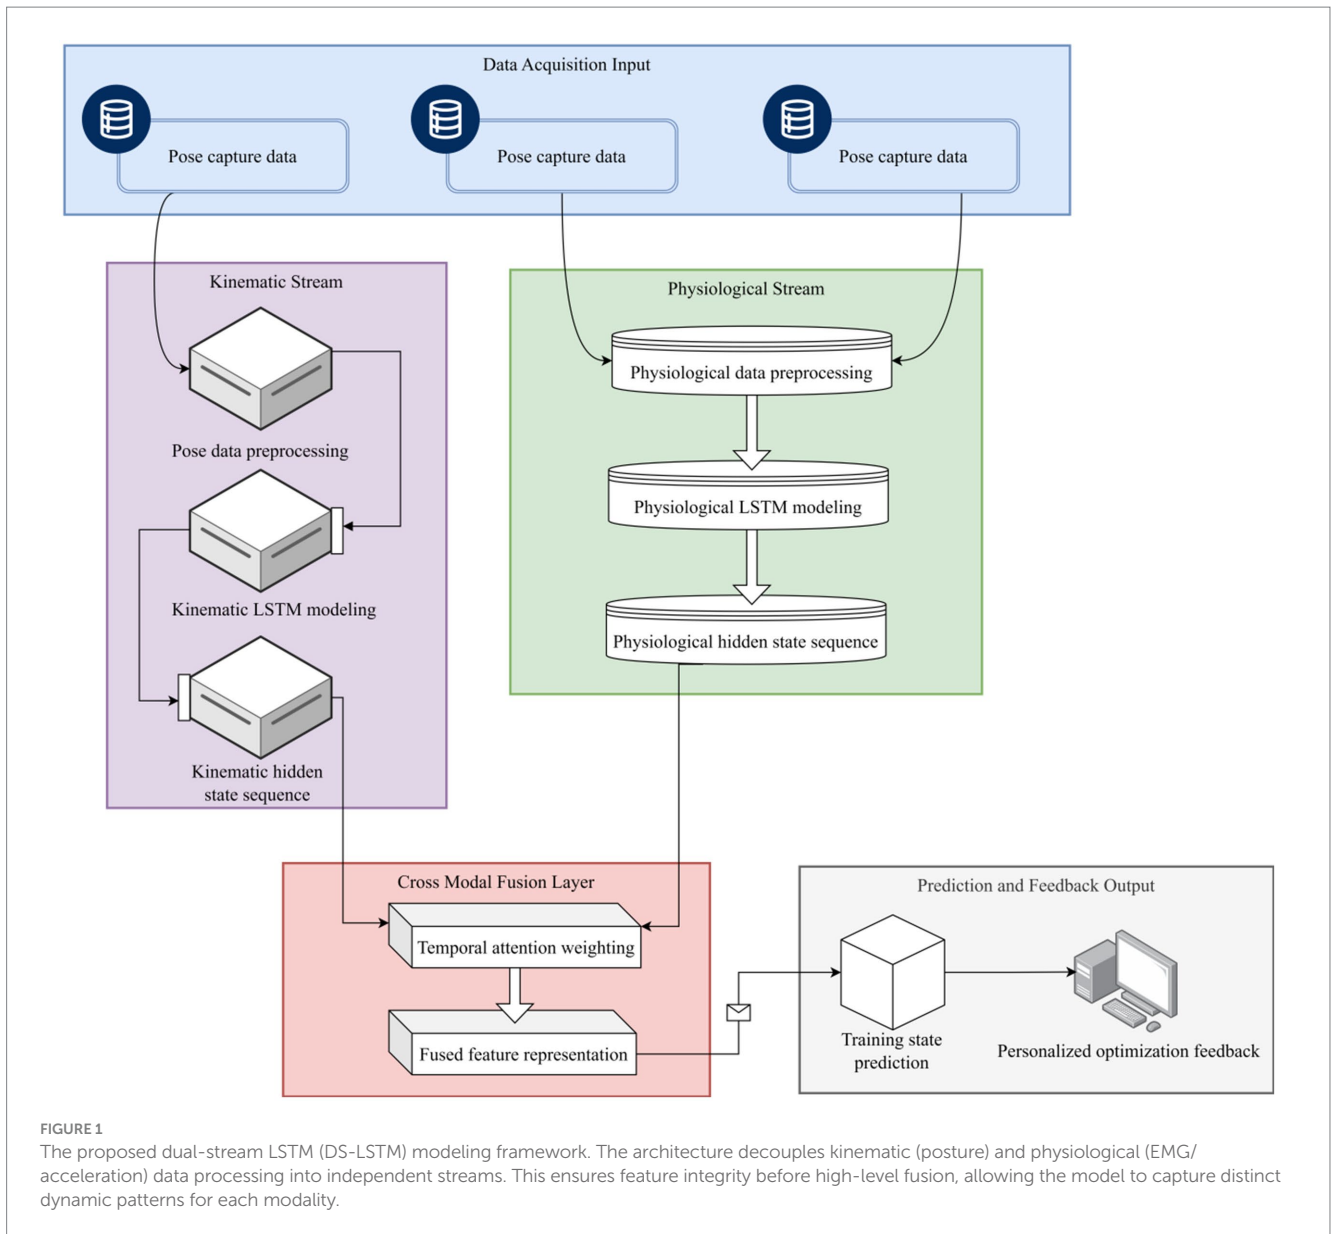 Data Acquisition Input
Pose capture data
Pose capture data
Pose capture data
Kinematic Stream
Pose data preprocessing
Kinematic LSTM modeling
Kinematic hidden
state sequence
Physiological Stream
Physiological data preprocessing
Physiological LSTM modeling
Physiological hidden state sequence
Cross Modal Fusion Layer
Temporal attention weighting
Fused feature representation
Prediction and Feedback Output
Training state
prediction
Personalized optimization feedback
FIGURE 1
The proposed dual-stream LSTM (DS-LSTM) modeling framework. The architecture decouples kinematic (posture) and physiological (EMG/
acceleration) data processing into independent streams. This ensures feature integrity before high-level fusion, allowing the model to capture distinct
dynamic patterns for each modality.